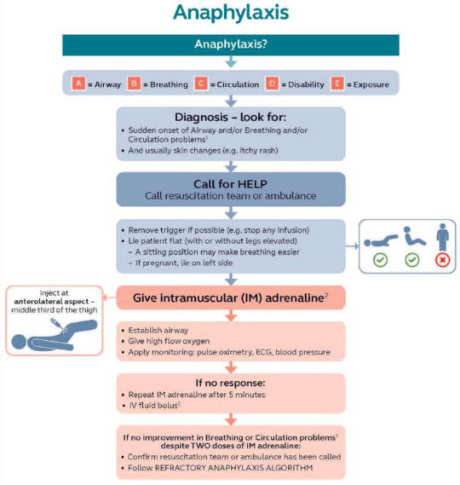 Anaphylaxis
Anaphylaxis?
A = Airway B = Breathing C = Circulation D = Disability E = Exposure
Diagnosis – look for:
• Sudden onset of Airway and/or Breathing and/or
Circulation problems¹
• And usually skin changes (e.g. itchy rash)
Call for HELP
Call resuscitation team or ambulance
• Remove trigger if possible (e.g. stop any infusion)
• Lie patient flat (with or without legs elevated)
– A sitting position may make breathing easier
– If pregnant, lie on left side
Inject at
anterolateral aspect –
middle third of the thigh
Give intramuscular (IM) adrenaline²
• Establish airway
• Give high flow oxygen
• Apply monitoring: pulse oximetry, ECG, blood pressure
If no response:
• Repeat IM adrenaline after 5 minutes
• IV fluid bolus³
If no improvement in Breathing or Circulation problems¹
despite TWO doses of IM adrenaline:
• Confirm resuscitation team or ambulance has been called
• Follow REFRACTORY ANAPHYLAXIS ALGORITHM